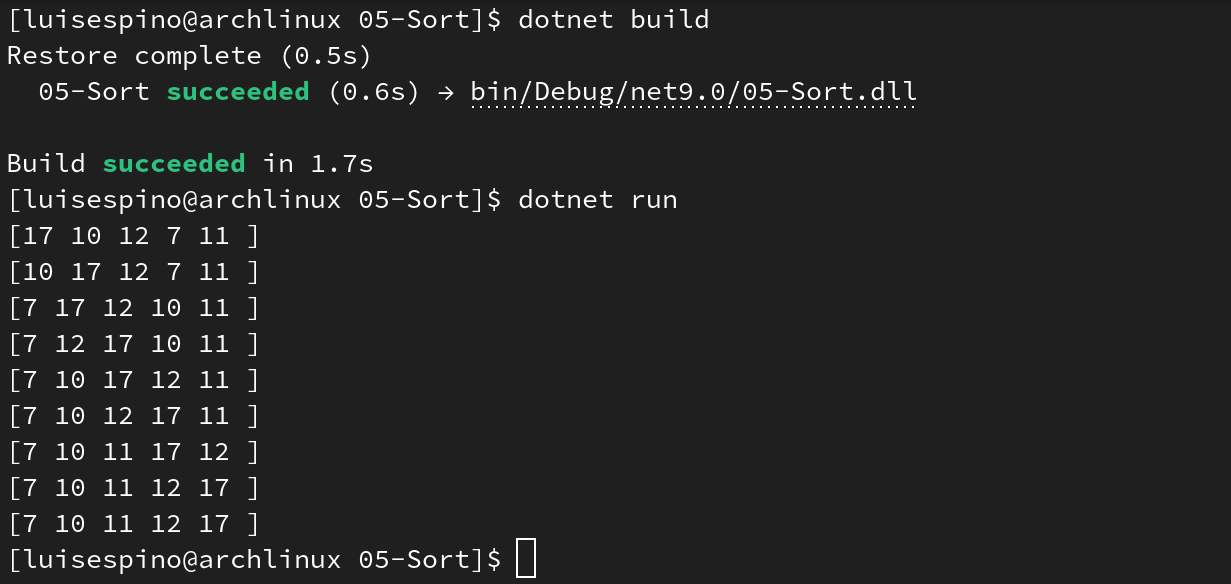 [luisespino@archlinux 05-Sort]$ dotnet build
Restore complete (0.5s)
  05-Sort succeeded (0.6s) → bin/Debug/net9.0/05-Sort.dll

Build succeeded in 1.7s
[luisespino@archlinux 05-Sort]$ dotnet run
[17 10 12 7 11 ]
[10 17 12 7 11 ]
[7 17 12 10 11 ]
[7 12 17 10 11 ]
[7 10 17 12 11 ]
[7 10 12 17 11 ]
[7 10 11 17 12 ]
[7 10 11 12 17 ]
[7 10 11 12 17 ]
[luisespino@archlinux 05-Sort]$